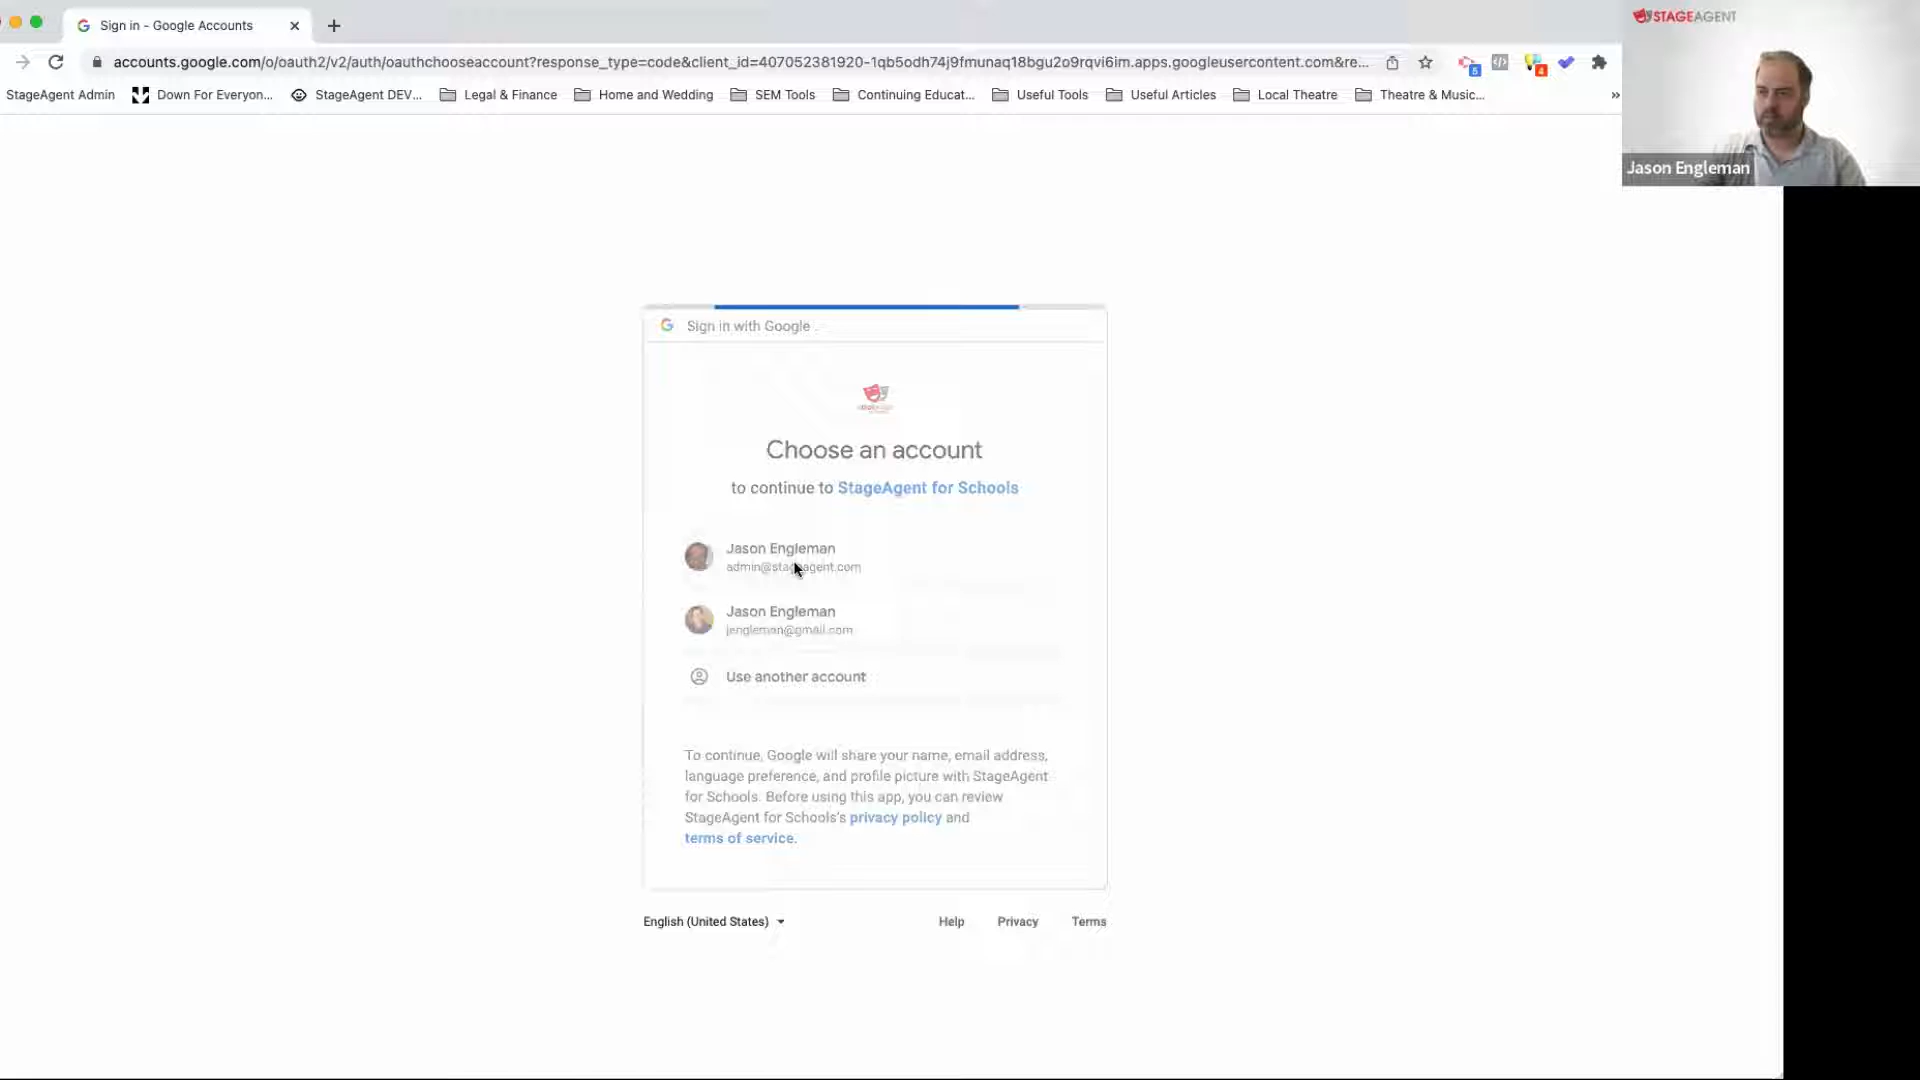 Sign in - Google Accounts
STAGEAGENT
accounts.google.com/o/oauth2/v2/auth/oauthchooseaccount?response_type=code&client_id=407052381920-1qb5odh74j9fmunaq18bgu2o9rqvi6im.apps.googleusercontent.com&re...
5
4
StageAgent Admin
Down For Everyon...
StageAgent DEV...
Legal & Finance
Home and Wedding
SEM Tools
Continuing Educat...
Useful Tools
Useful Articles
Local Theatre
Theatre & Music...
»
Jason Engleman
Sign in with Google
Choose an account
to continue to StageAgent for Schools
Jason Engleman
admin@stageagent.com
Jason Engleman
jengleman@gmail.com
Use another account
To continue, Google will share your name, email address,
language preference, and profile picture with StageAgent
for Schools. Before using this app, you can review
StageAgent for Schools's privacy policy and
terms of service.
English (United States)
Help
Privacy
Terms